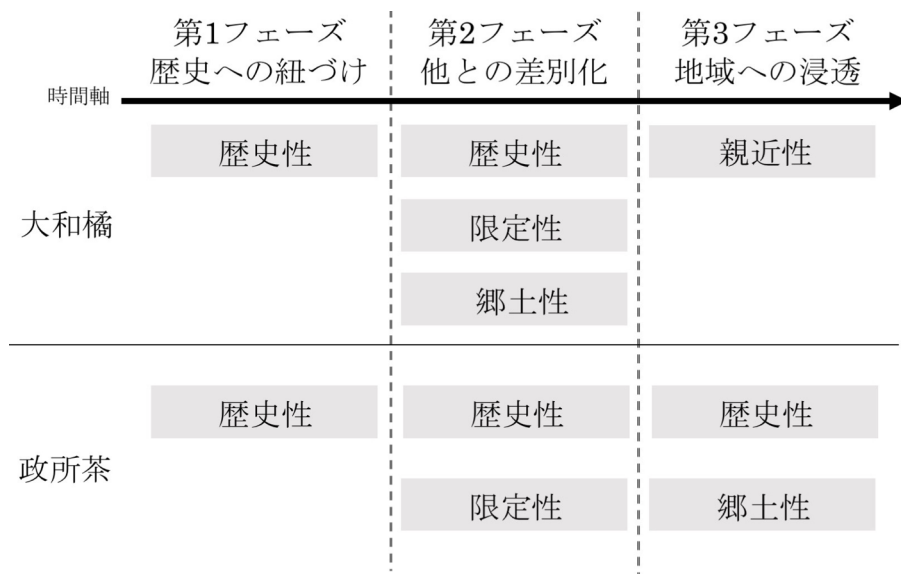 第1フェーズ
歴史への紐づけ
第2フェーズ
他との差別化
第3フェーズ
地域への浸透
時間軸
大和橘
歴史性
歴史性
親近性
限定性
郷土性
政所茶
歴史性
歴史性
歴史性
限定性
郷土性